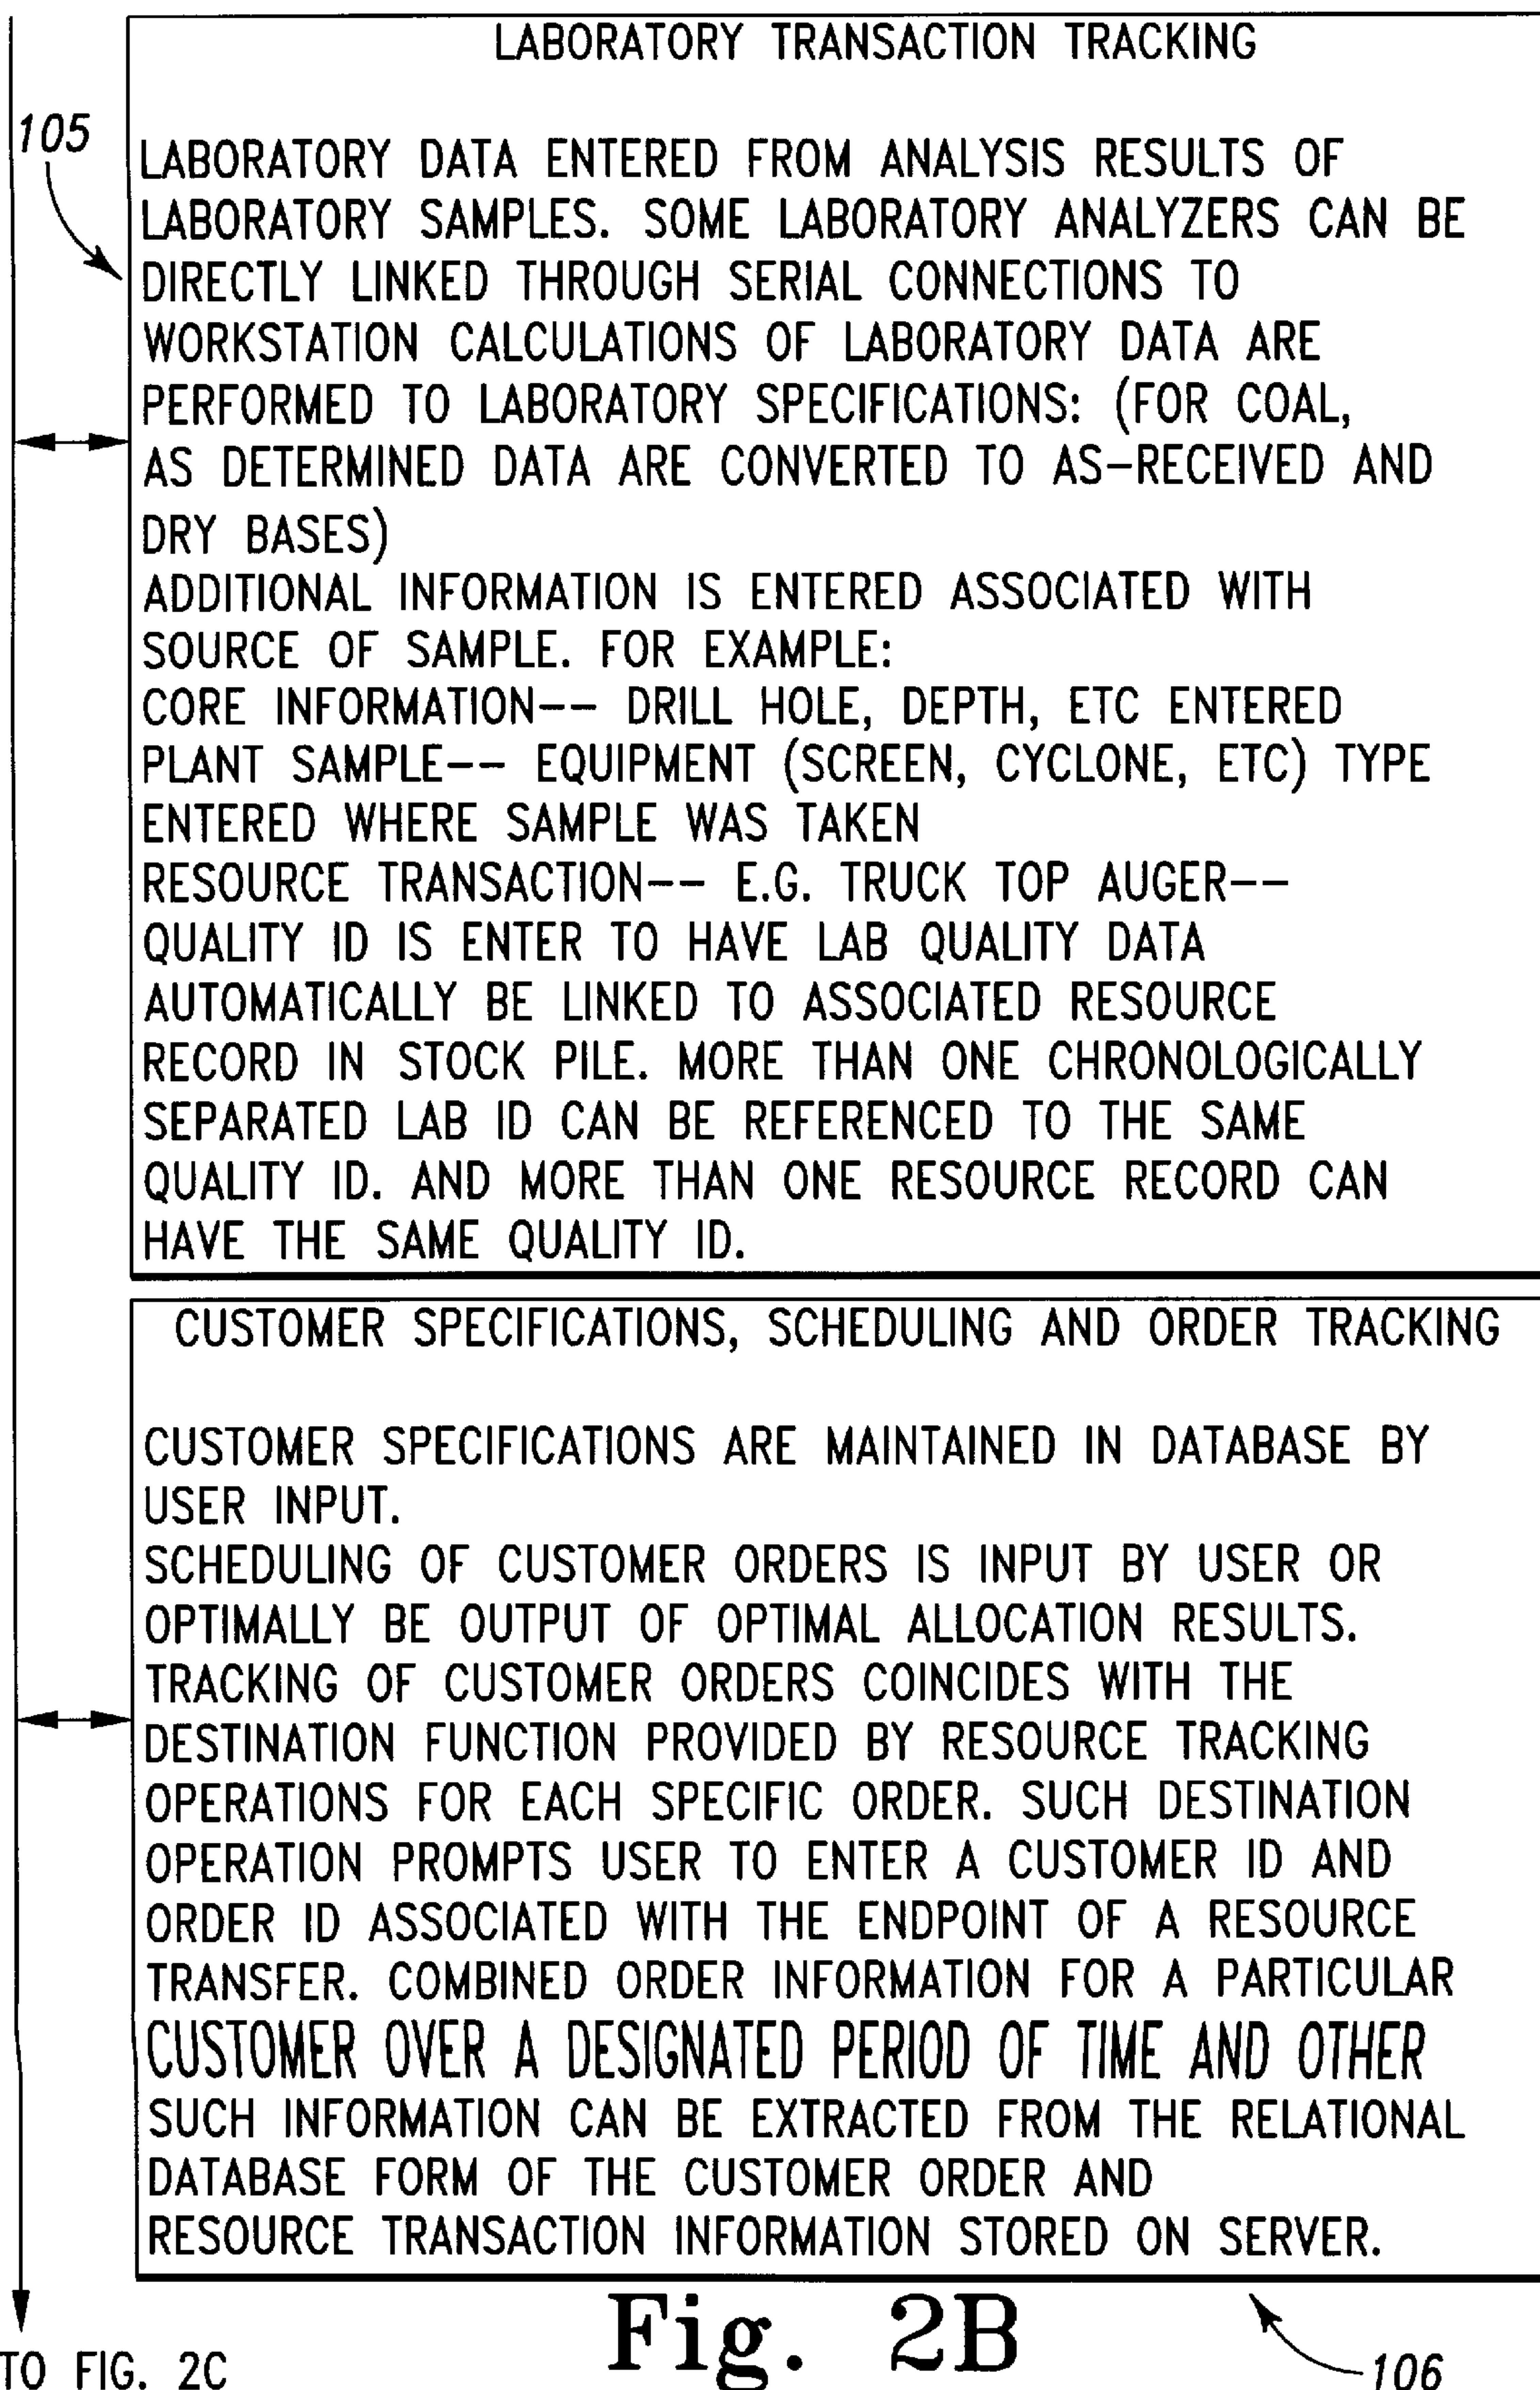 LABORATORY TRANSACTION TRACKING
105
LABORATORY DATA ENTERED FROM ANALYSIS RESULTS OF
LABORATORY SAMPLES. SOME LABORATORY ANALYZERS CAN BE
DIRECTLY LINKED THROUGH SERIAL CONNECTIONS TO
WORKSTATION CALCULATIONS OF LABORATORY DATA ARE
PERFORMED TO LABORATORY SPECIFICATIONS: (FOR COAL,
AS DETERMINED DATA ARE CONVERTED TO AS-RECEIVED AND
DRY BASES)
ADDITIONAL INFORMATION IS ENTERED ASSOCIATED WITH
SOURCE OF SAMPLE. FOR EXAMPLE:
CORE INFORMATION-- DRILL HOLE, DEPTH, ETC ENTERED
PLANT SAMPLE-- EQUIPMENT (SCREEN, CYCLONE, ETC) TYPE
ENTERED WHERE SAMPLE WAS TAKEN
RESOURCE TRANSACTION-- E.G. TRUCK TOP AUGER--
QUALITY ID IS ENTER TO HAVE LAB QUALITY DATA
AUTOMATICALLY BE LINKED TO ASSOCIATED RESOURCE
RECORD IN STOCK PILE. MORE THAN ONE CHRONOLOGICALLY
SEPARATED LAB ID CAN BE REFERENCED TO THE SAME
QUALITY ID. AND MORE THAN ONE RESOURCE RECORD CAN
HAVE THE SAME QUALITY ID.
CUSTOMER SPECIFICATIONS, SCHEDULING AND ORDER TRACKING
CUSTOMER SPECIFICATIONS ARE MAINTAINED IN DATABASE BY
USER INPUT.
SCHEDULING OF CUSTOMER ORDERS IS INPUT BY USER OR
OPTIMALLY BE OUTPUT OF OPTIMAL ALLOCATION RESULTS.
TRACKING OF CUSTOMER ORDERS COINCIDES WITH THE
DESTINATION FUNCTION PROVIDED BY RESOURCE TRACKING
OPERATIONS FOR EACH SPECIFIC ORDER. SUCH DESTINATION
OPERATION PROMPTS USER TO ENTER A CUSTOMER ID AND
ORDER ID ASSOCIATED WITH THE ENDPOINT OF A RESOURCE
TRANSFER. COMBINED ORDER INFORMATION FOR A PARTICULAR
CUSTOMER OVER A DESIGNATED PERIOD OF TIME AND OTHER
SUCH INFORMATION CAN BE EXTRACTED FROM THE RELATIONAL
DATABASE FORM OF THE CUSTOMER ORDER AND
RESOURCE TRANSACTION INFORMATION STORED ON SERVER.
Fig. 2B
TO FIG. 2C
106